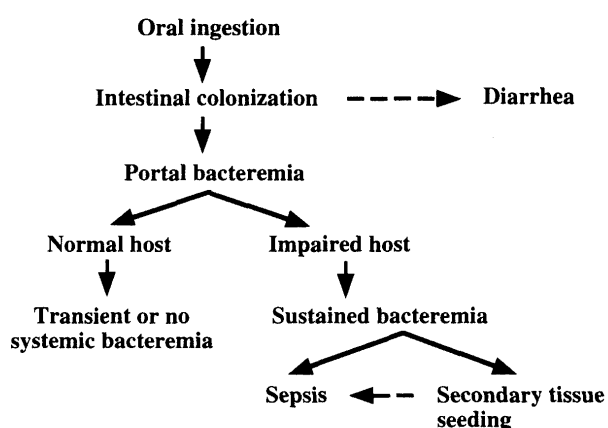 Oral ingestion
Intestinal colonization
Diarrhea
Portal bacteremia
Normal host
Impaired host
Transient or no
systemic bacteremia
Sustained bacteremia
Sepsis
Secondary tissue
seeding